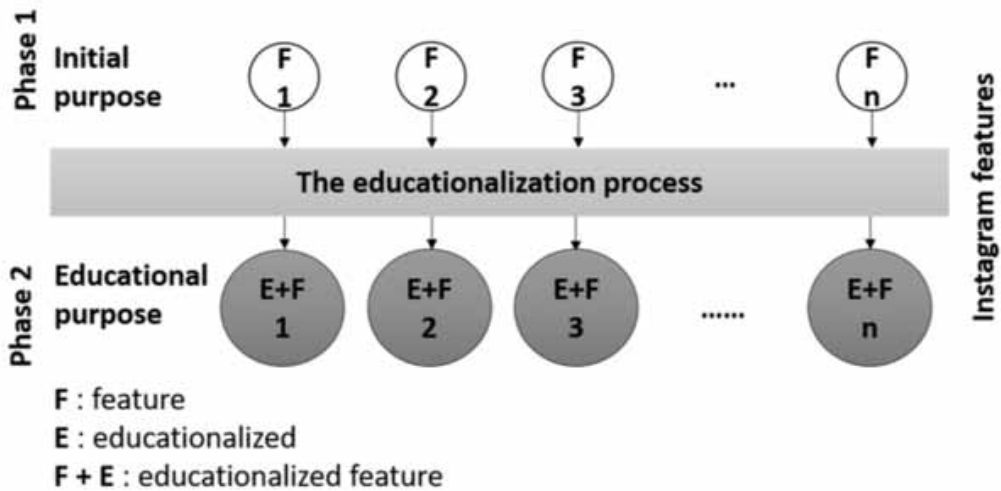 Phase 1
Initial
purpose
F
1
F
2
F
3
...
F
n
The educationalization process
Phase 2
Educational
purpose
E+F
1
E+F
2
E+F
3
......
E+F
n
Instagram features
F : feature
E : educationalized
F + E : educationalized feature